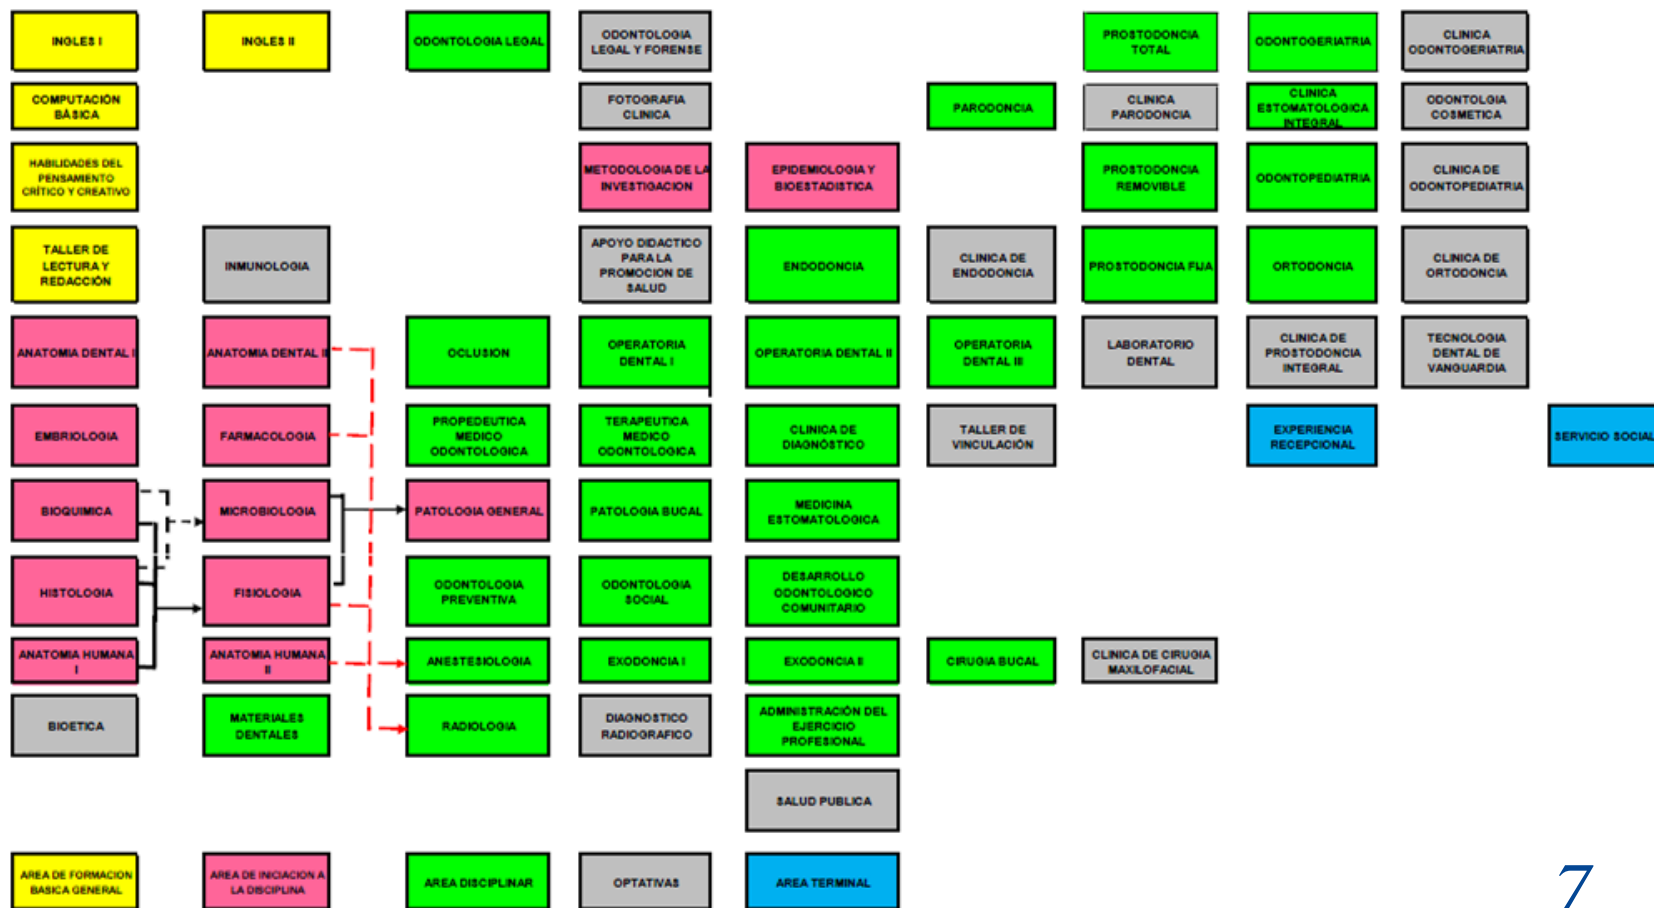 INGLES I
INGLES II
ODONTOLOGIA LEGAL
ODONTOLOGIA
LEGAL Y FORENSE
PROSTODONCIA
TOTAL
ODONTOGERIATRIA
CLINICA
ODONTOGERIATRIA
COMPUTACIÓN
BÁSICA
FOTOGRAFIA
CLINICA
PARODONCIA
CLINICA
PARODONCIA
CLINICA
ESTOMATOLOGICA
INTEGRAL
ODONTOLGIA
COSMETICA
HABILIDADES DEL
PENSAMIENTO
CRÍTICO Y CREATIVO
METODOLOGIA DE LA
INVESTIGACION
EPIDEMIOLOGIA Y
BIOESTADISTICA
PROSTODONCIA
REMOVIBLE
ODONTOPEDIATRIA
CLINICA DE
ODONTOPEDIATRIA
TALLER DE
LECTURA Y
REDACCIÓN
INMUNOLOGIA
APOYO DIDACTICO
PARA LA
PROMOCION DE
SALUD
ENDODONCIA
CLINICA DE
ENDODONCIA
PROSTODONCIA FIJA
ORTODONCIA
CLINICA DE
ORTODONCIA
ANATOMIA DENTAL I
ANATOMIA DENTAL II
OCLUSION
OPERATORIA
DENTAL I
OPERATORIA DENTAL II
OPERATORIA
DENTAL III
LABORATORIO
DENTAL
CLINICA DE
PROSTODONCIA
INTEGRAL
TECNOLOGIA
DENTAL DE
VANGUARDIA
EMBRIOLOGIA
FARMACOLOGIA
PROPEDEUTICA
MEDICO
ODONTOLOGICA
TERAPEUTICA
MEDICO
ODONTOLOGICA
CLINICA DE
DIAGNÓSTICO
TALLER DE
VINCULACIÓN
EXPERIENCIA
RECEPCIONAL
SERVICIO SOCIAL
BIOQUIMICA
MICROBIOLOGIA
PATOLOGIA GENERAL
PATOLOGIA BUCAL
MEDICINA
ESTOMATOLOGICA
HISTOLOGIA
FISIOLOGIA
ODONTOLOGIA
PREVENTIVA
ODONTOLOGIA
SOCIAL
DESARROLLO
ODONTOLOGICO
COMUNITARIO
ANATOMIA HUMANA
I
ANATOMIA HUMANA
II
ANESTESIOLOGIA
EXODONCIA I
EXODONCIA II
CIRUGIA BUCAL
CLINICA DE CIRUGIA
MAXILOFACIAL
BIOETICA
MATERIALES
DENTALES
RADIOLOGIA
DIAGNOSTICO
RADIOGRAFICO
ADMINISTRACIÓN DEL
EJERCICIO
PROFESIONAL
SALUD PUBLICA
AREA DE FORMACION
BASICA GENERAL
AREA DE INICIACION A
LA DISCIPLINA
AREA DISCIPLINAR
OPTATIVAS
AREA TERMINAL
7